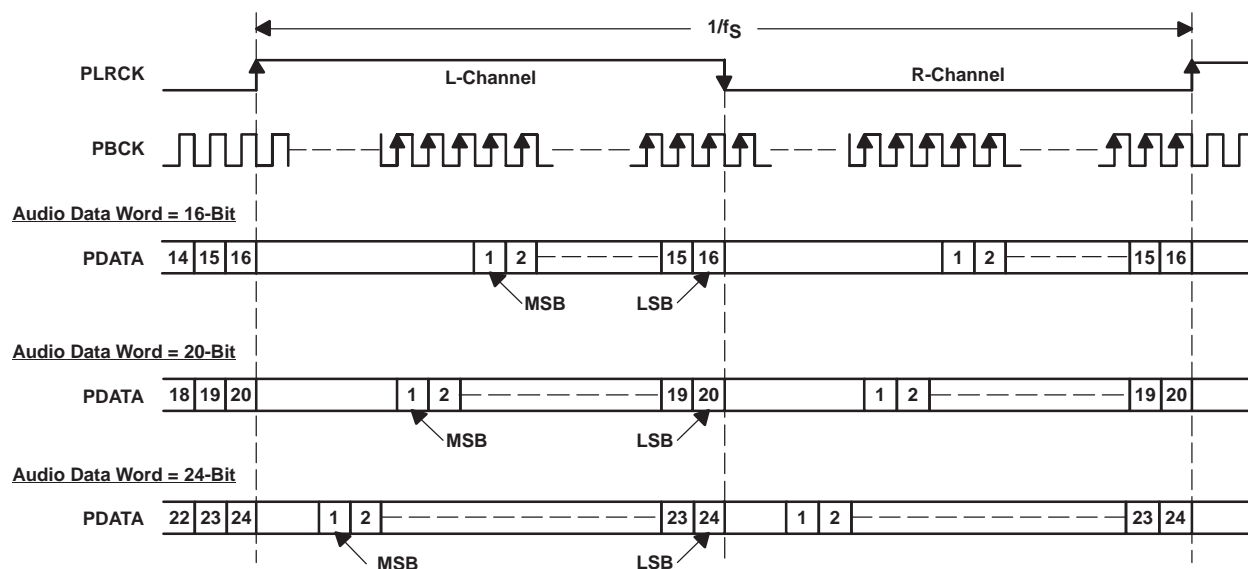 1/fS
PLRCK L-Channel R-Channel
PBCK
Audio Data Word = 16-Bit
PDATA 14 15 16 1 2 15 16 1 2 15 16
MSB LSB
Audio Data Word = 20-Bit
PDATA 18 19 20 1 2 19 20 1 2 19 20
MSB LSB
Audio Data Word = 24-Bit
PDATA 22 23 24 1 2 23 24 1 2 23 24
MSB LSB